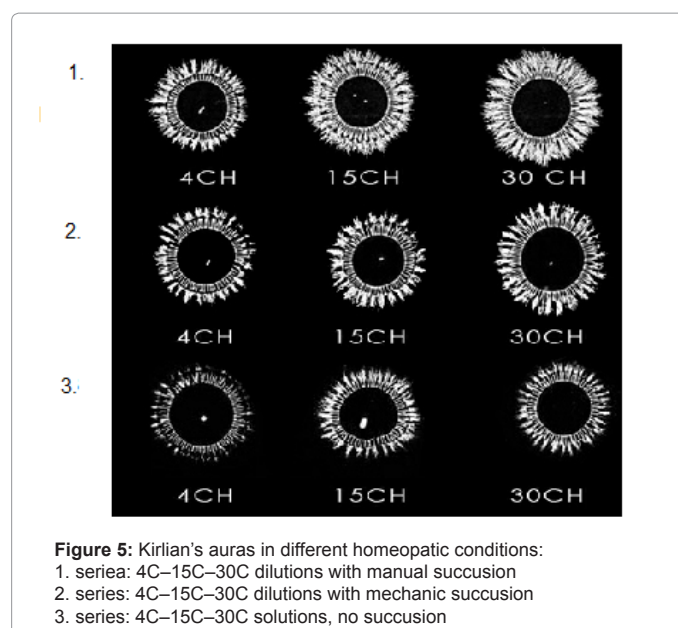 1.
4CH 15CH 30 CH
2.
4CH 15CH 30CH
3.
4CH 15CH 30CH
Figure 5: Kirlian's auras in different homeopatic conditions:
1. seriea: 4C–15C–30C dilutions with manual succusion
2. series: 4C–15C–30C dilutions with mechanic succusion
3. series: 4C–15C–30C solutions, no succusion